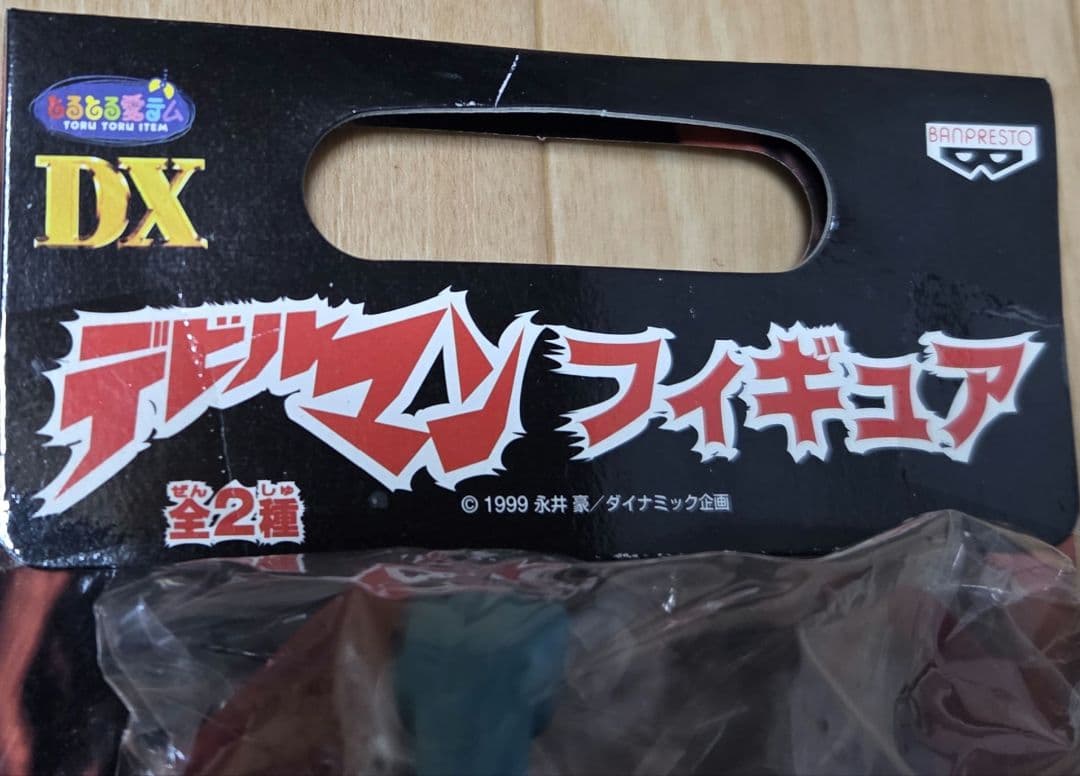 とるとる愛テム
TORU TORU ITEM
DX
BANPRESTO
デビルマンフィギュア
ぜん しゅ
全2種
© 1999 永井 豪／ダイナミック企画